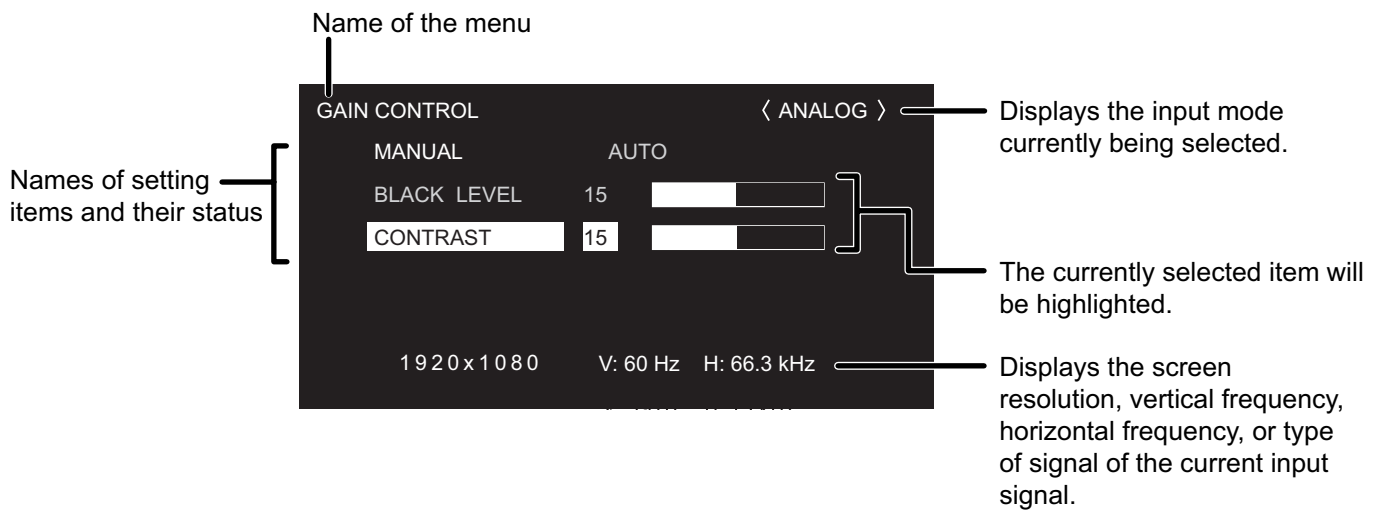 Name of the menu
GAIN CONTROL 〈 ANALOG 〉
MANUAL AUTO
BLACK LEVEL 15
CONTRAST 15
1920x1080 V: 60 Hz H: 66.3 kHz
Names of setting
items and their status
Displays the input mode
currently being selected.
The currently selected item will
be highlighted.
Displays the screen
resolution, vertical frequency,
horizontal frequency, or type
of signal of the current input
signal.